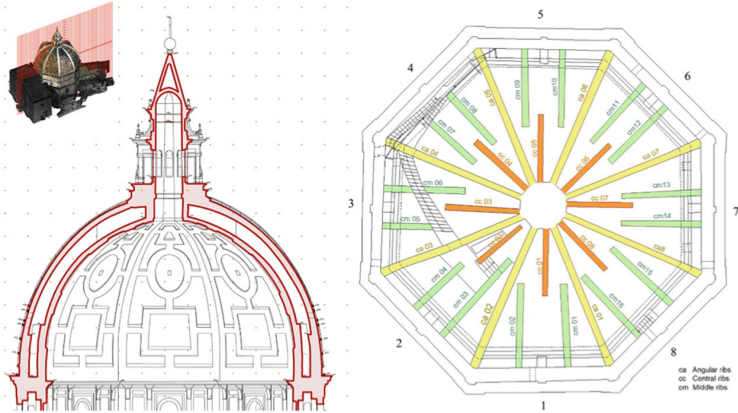 5
4
6
ca 05
cm 09
cm10
ca 06
cm11
cm12
cm 08
cm 07
cc 05
cc 04
cc 06
ca 04
ca 07
cm 06
cc 03
cc 07
cm13
3
7
cm 05
cm14
ca 03
cc 08
ca8
cm 04
cc 01
cm15
cm 03
ca 02
cm 02
cm 01
ca 01
cm16
2
8
1
ca Angular ribs
cc Central ribs
cm Middle ribs